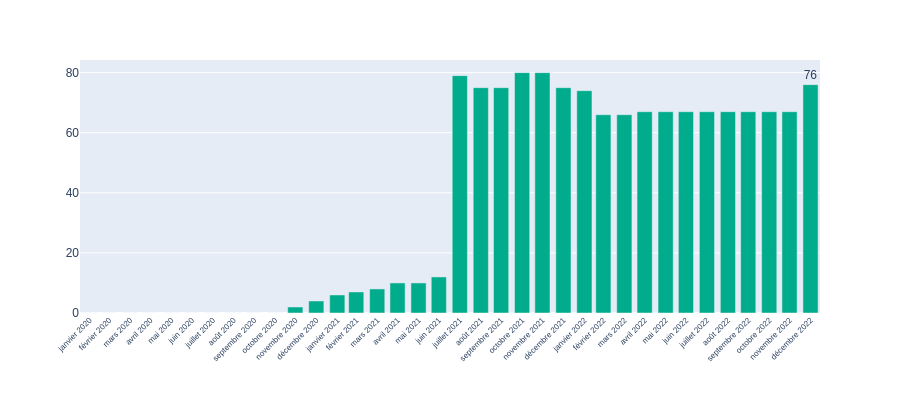 80
76
60
40
20
0
janvier 2020
février 2020
mars 2020
avril 2020
mai 2020
juin 2020
juillet 2020
août 2020
septembre 2020
octobre 2020
novembre 2020
décembre 2020
janvier 2021
février 2021
mars 2021
avril 2021
mai 2021
juin 2021
juillet 2021
août 2021
septembre 2021
octobre 2021
novembre 2021
décembre 2021
janvier 2022
février 2022
mars 2022
avril 2022
mai 2022
juin 2022
juillet 2022
août 2022
septembre 2022
octobre 2022
novembre 2022
décembre 2022